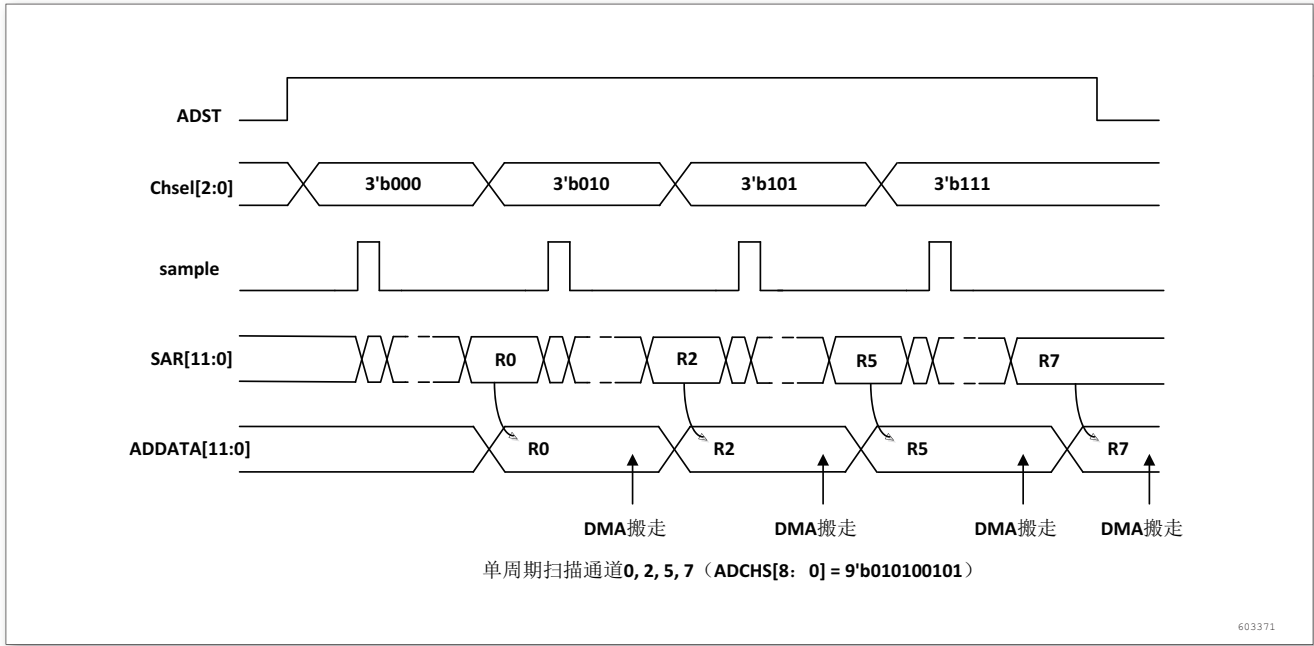 ADST
Chsel[2:0] 3'b000 3'b010 3'b101 3'b111
sample
SAR[11:0] R0 R2 R5 R7
ADDATA[11:0] R0 R2 R5 R7
DMA搬走 DMA搬走 DMA搬走 DMA搬走
单周期扫描通道0, 2, 5, 7（ADCHS[8：0] = 9'b010100101）
603371